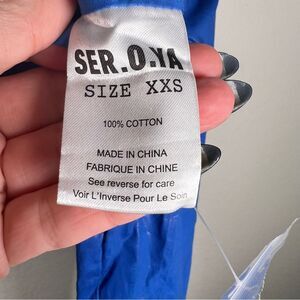 SER.O.YA
SIZE XXS
100% COTTON
MADE IN CHINA
FABRIQUE EN CHINE
See reverse for care
Voir L'Inverse Pour Le Soin